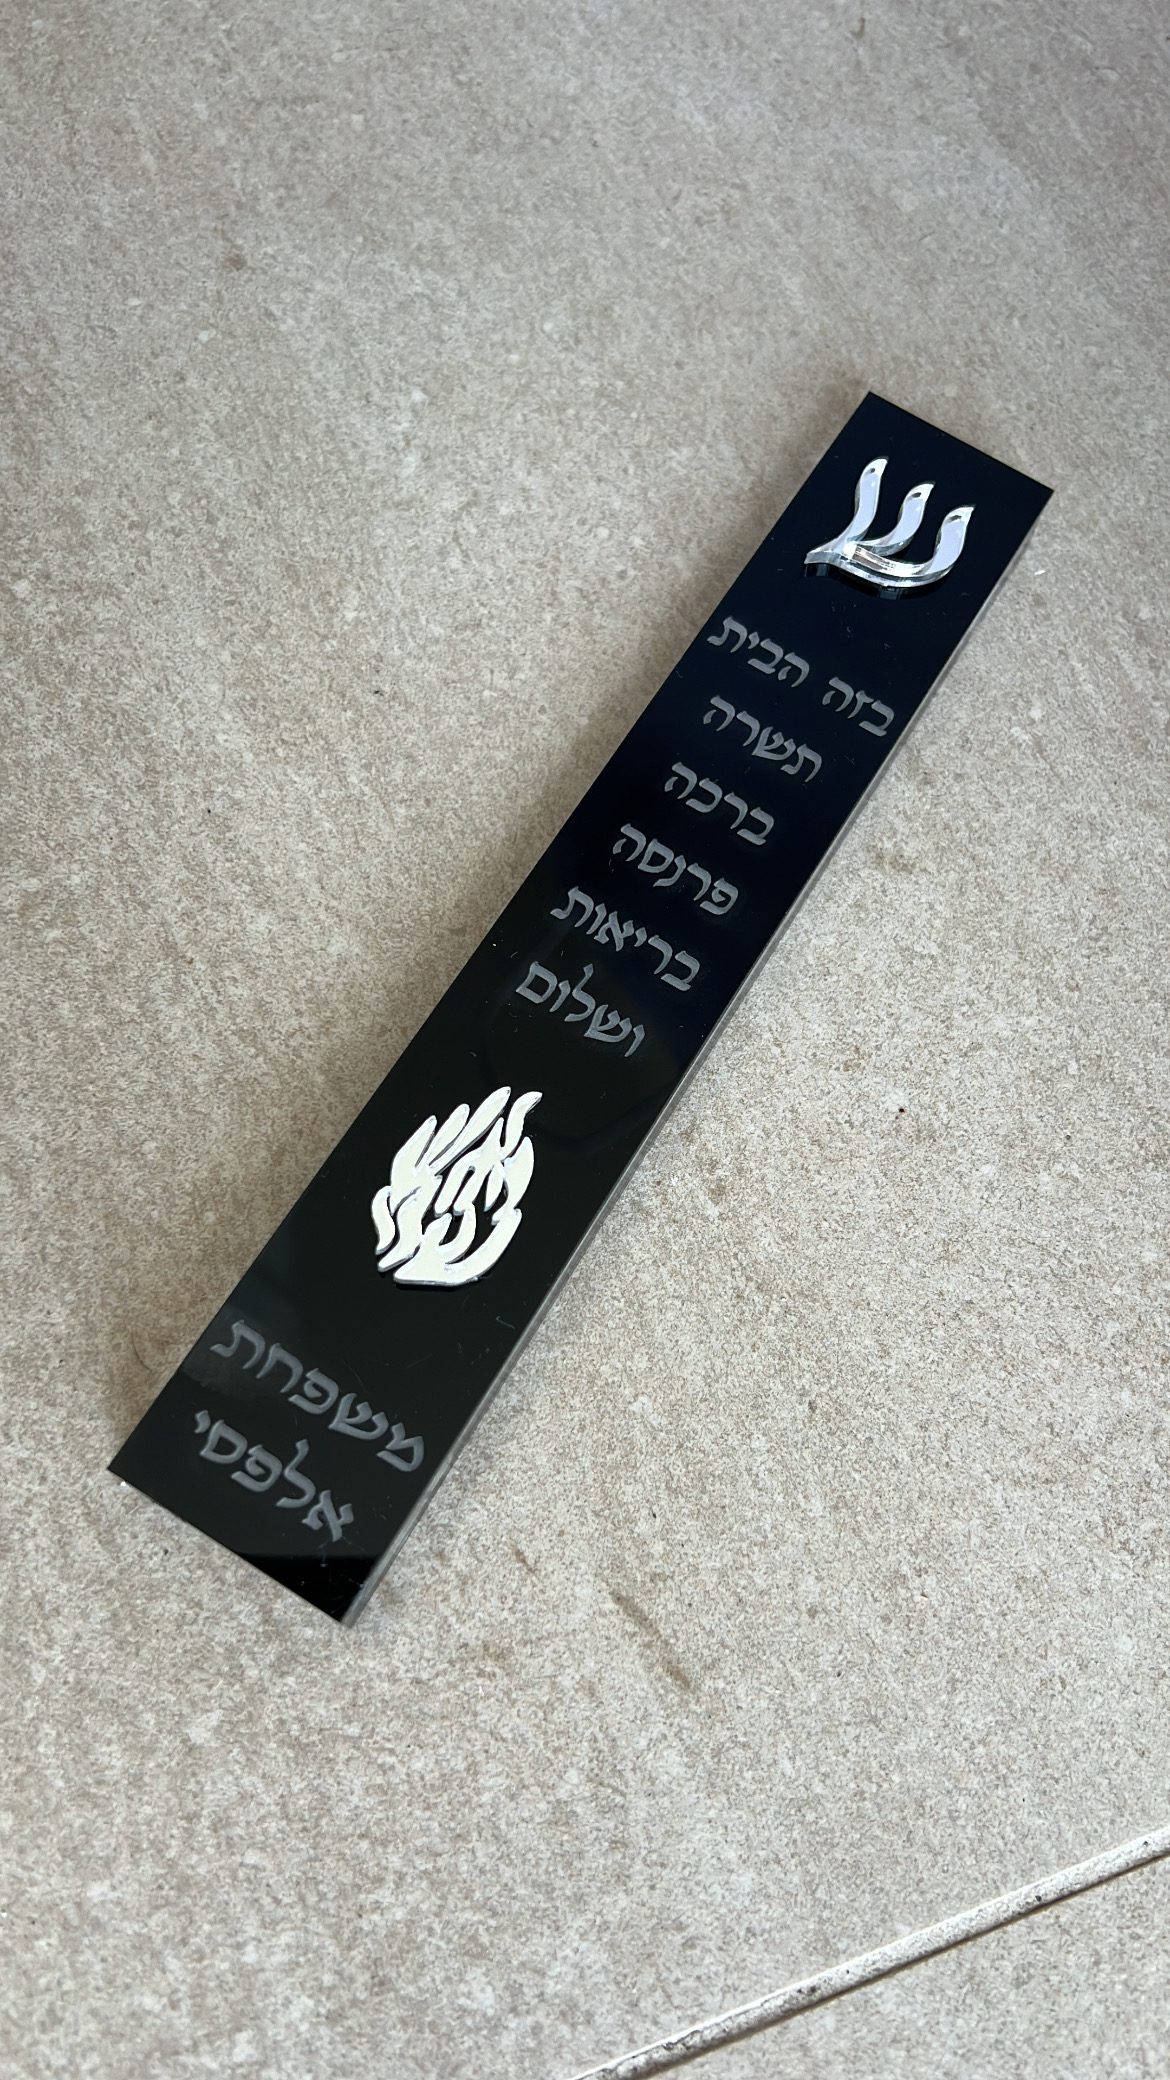 ש
בזה הבית
תשרה
ברכה
פרנסה
בריאות
ושלום
משפחת
אלפסי